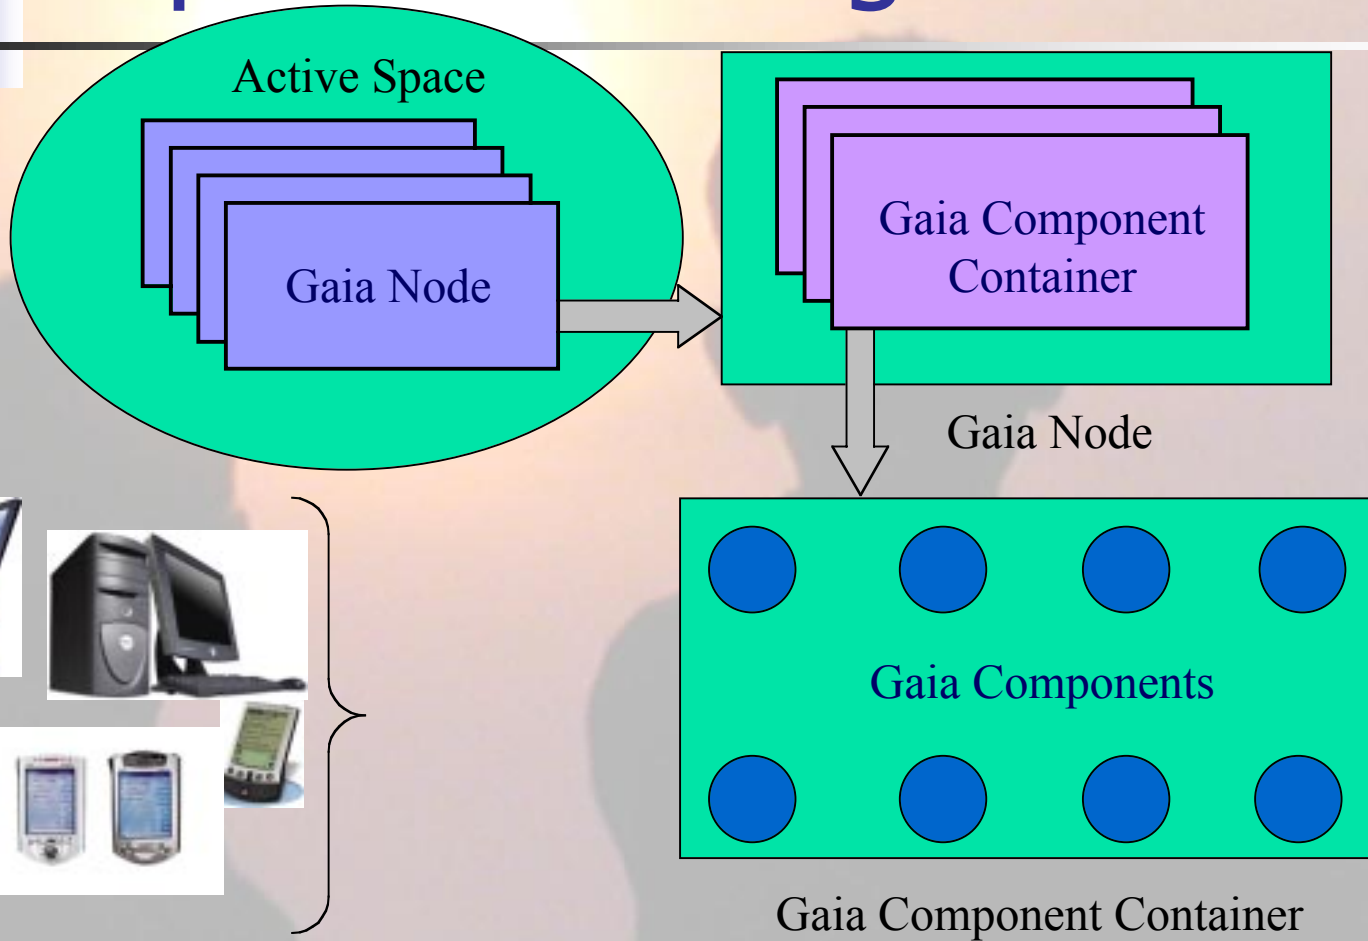 Active Space
Gaia Node
Gaia Component
Container
Gaia Node
Gaia Components
Gaia Component Container